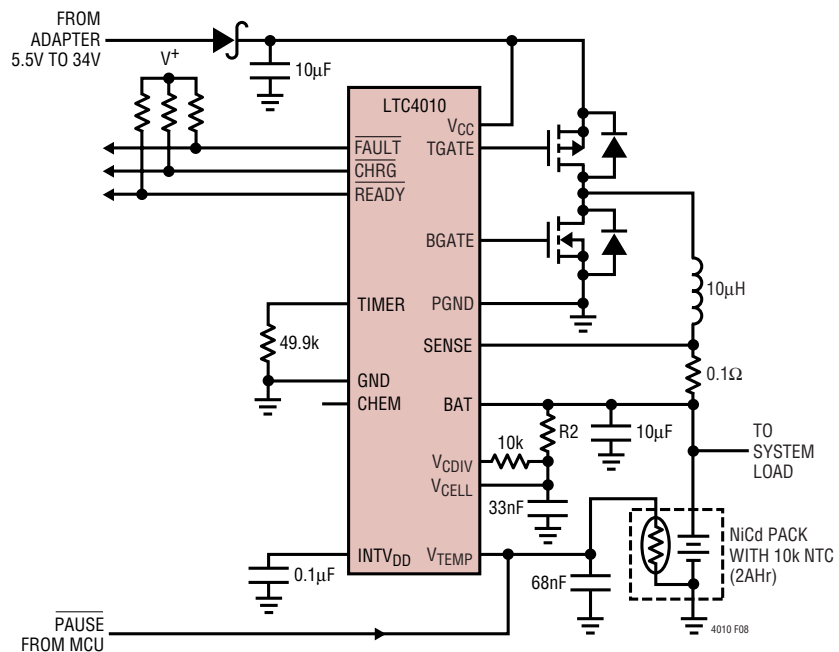 FROM
ADAPTER
5.5V TO 34V
V+
10μF
LTC4010
VCC
FAULT
TGATE
CHRG
READY
BGATE
10μH
TIMER
PGND
49.9k
SENSE
0.1Ω
GND
CHEM
BAT
R2
10μF
TO
SYSTEM
LOAD
10k
VCDIV
VCELL
33nF
NiCd PACK
WITH 10k NTC
(2AHr)
INTVDD
VTEMP
0.1μF
68nF
4010 F08
PAUSE
FROM MCU